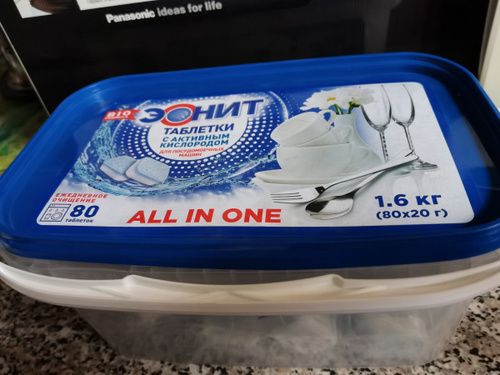 Panasonic ideas for life
BIO
ЭОНИТ
ТАБЛЕТКИ
С АКТИВНЫМ
КИСЛОРОДОМ
ДЛЯ ПОСУДОМОЕЧНЫХ
МАШИН
ЕЖЕДНЕВНОЕ
ОЧИЩЕНИЕ
80
таблеток
ALL IN ONE
1.6 кг
(80x20 г)